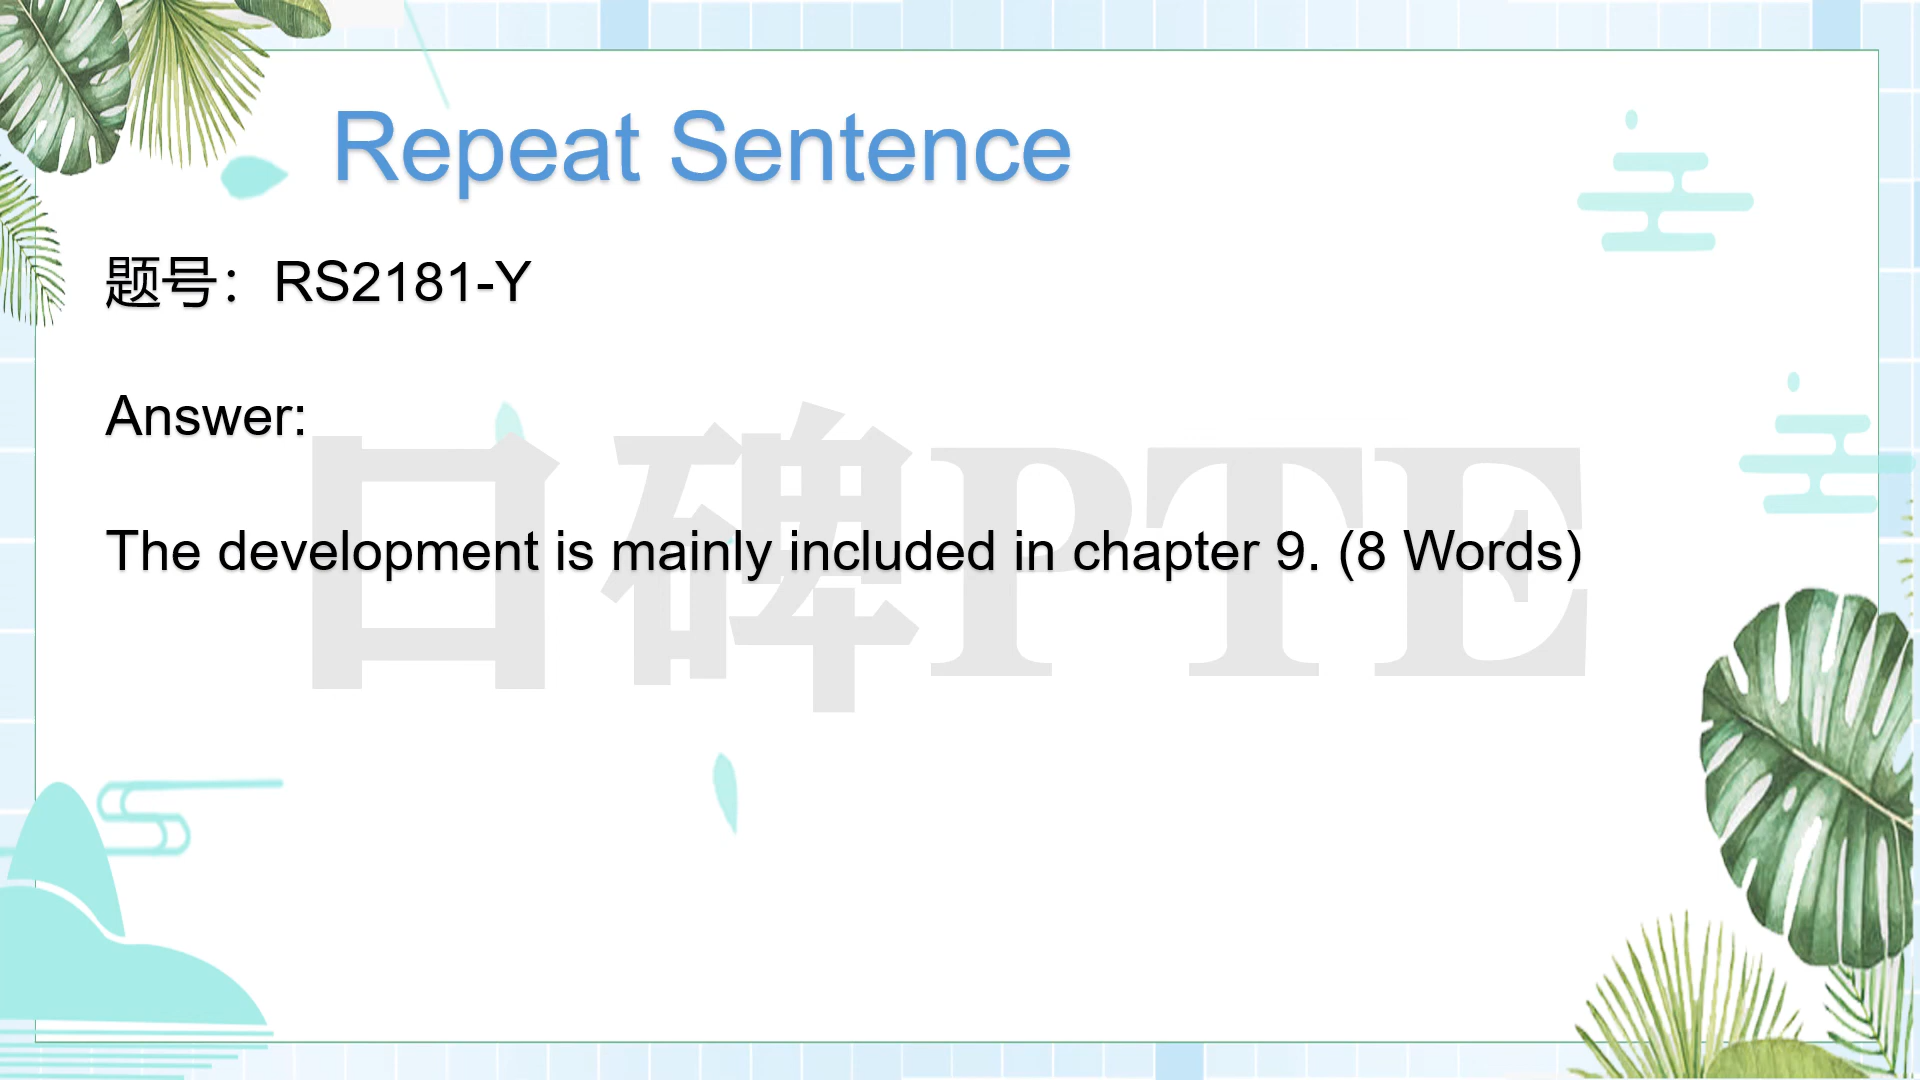 Repeat Sentence
题号：RS2181-Y
Answer:
口碑PTE
The development is mainly included in chapter 9. (8 Words)